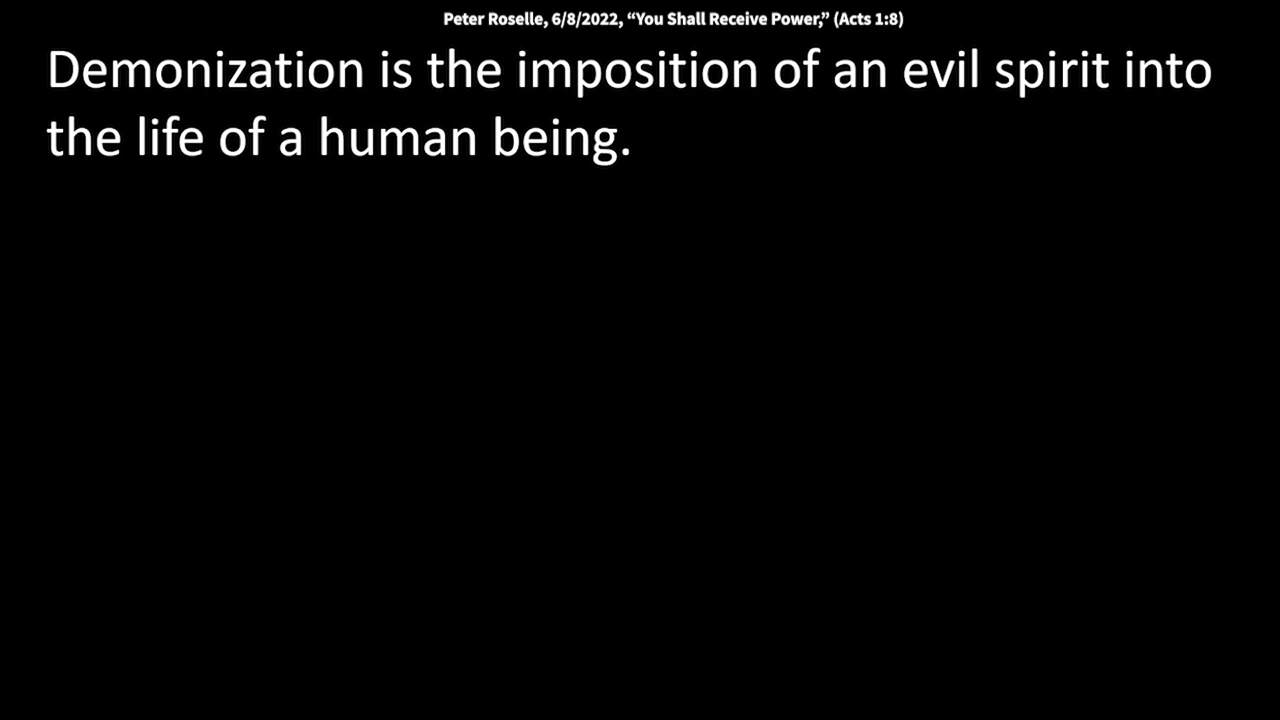 Peter Roselle, 6/8/2022, “You Shall Receive Power,” (Acts 1:8)
Demonization is the imposition of an evil spirit into
the life of a human being.